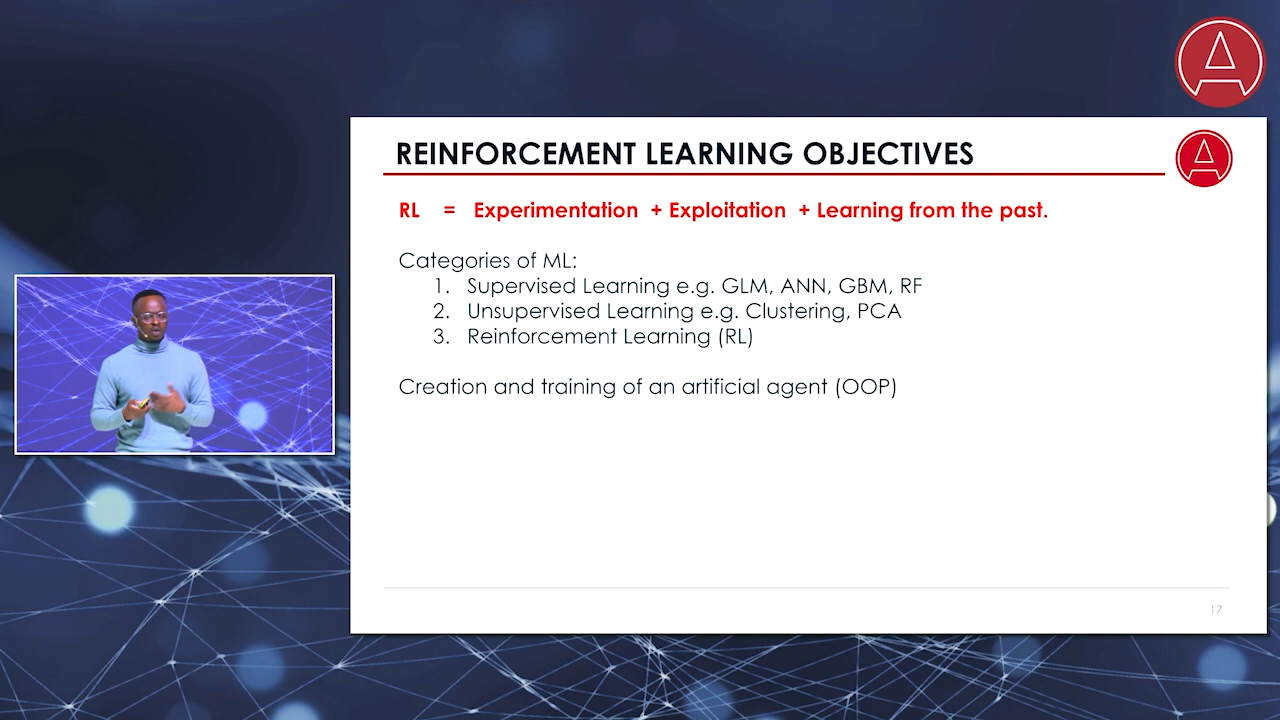 REINFORCEMENT LEARNING OBJECTIVES
RL = Experimentation + Exploitation + Learning from the past.
Categories of ML:
1. Supervised Learning e.g. GLM, ANN, GBM, RF
2. Unsupervised Learning e.g. Clustering, PCA
3. Reinforcement Learning (RL)
Creation and training of an artificial agent (OOP)
17